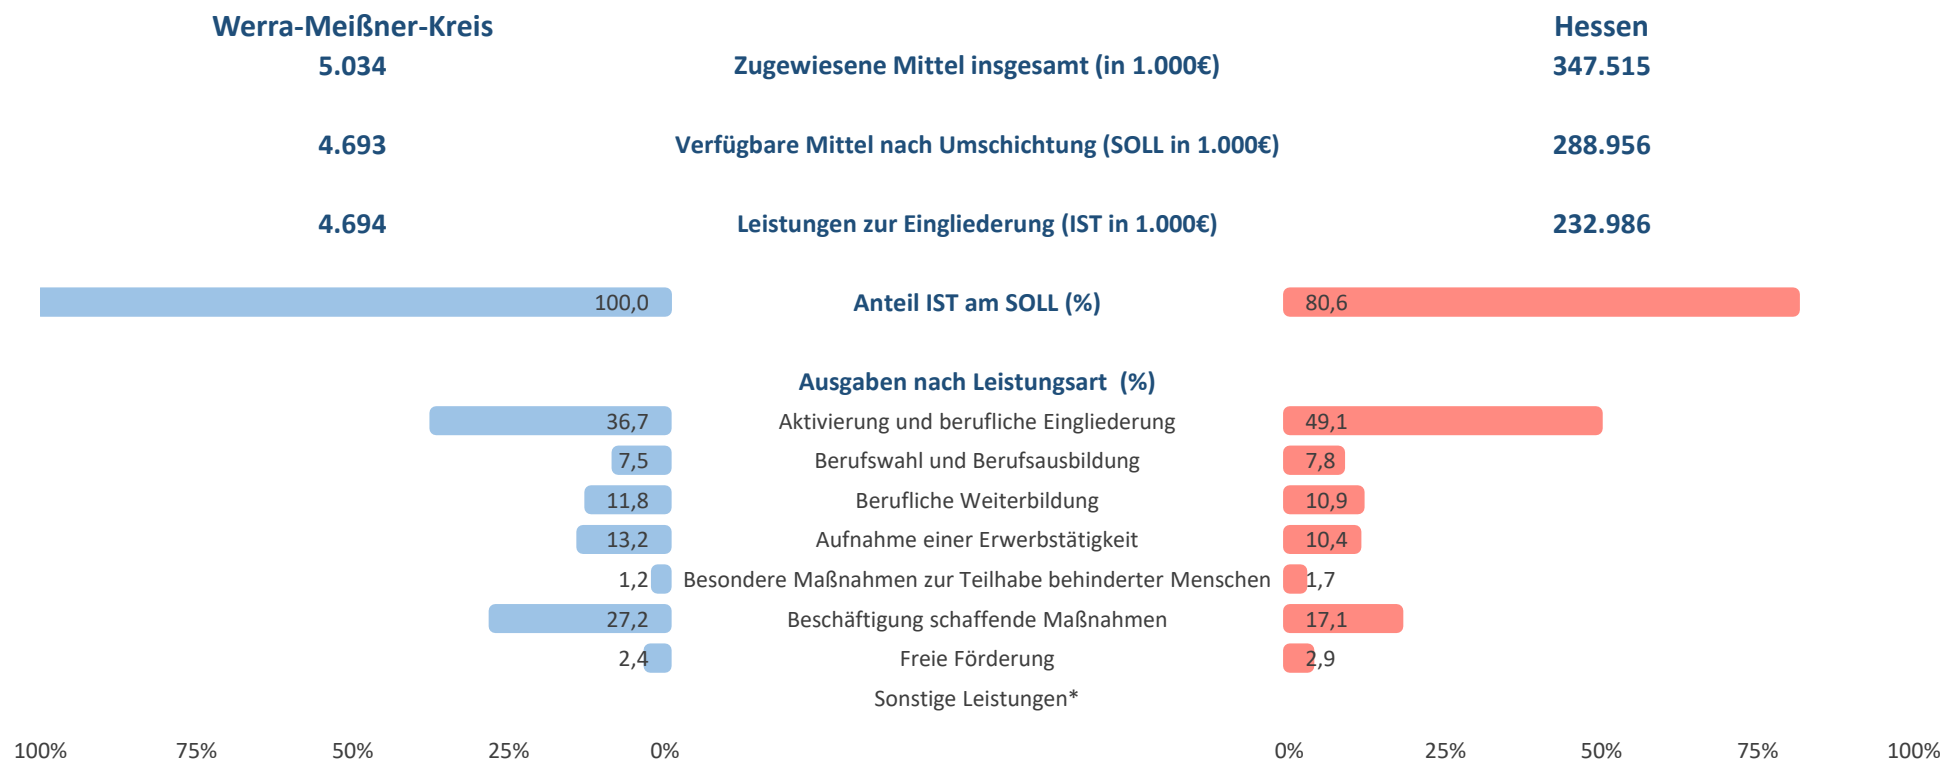 Werra-Meißner-Kreis Hessen
5.034 Zugewiesene Mittel insgesamt (in 1.000€) 347.515
4.693 Verfügbare Mittel nach Umschichtung (SOLL in 1.000€) 288.956
4.694 Leistungen zur Eingliederung (IST in 1.000€) 232.986
100,0 Anteil IST am SOLL (%) 80,6
Ausgaben nach Leistungsart (%)
36,7 Aktivierung und berufliche Eingliederung 49,1
7,5 Berufswahl und Berufsausbildung 7,8
11,8 Berufliche Weiterbildung 10,9
13,2 Aufnahme einer Erwerbstätigkeit 10,4
1,2 Besondere Maßnahmen zur Teilhabe behinderter Menschen 1,7
27,2 Beschäftigung schaffende Maßnahmen 17,1
2,4 Freie Förderung 2,9
Sonstige Leistungen*
100% 75% 50% 25% 0% 0% 25% 50% 75% 100%